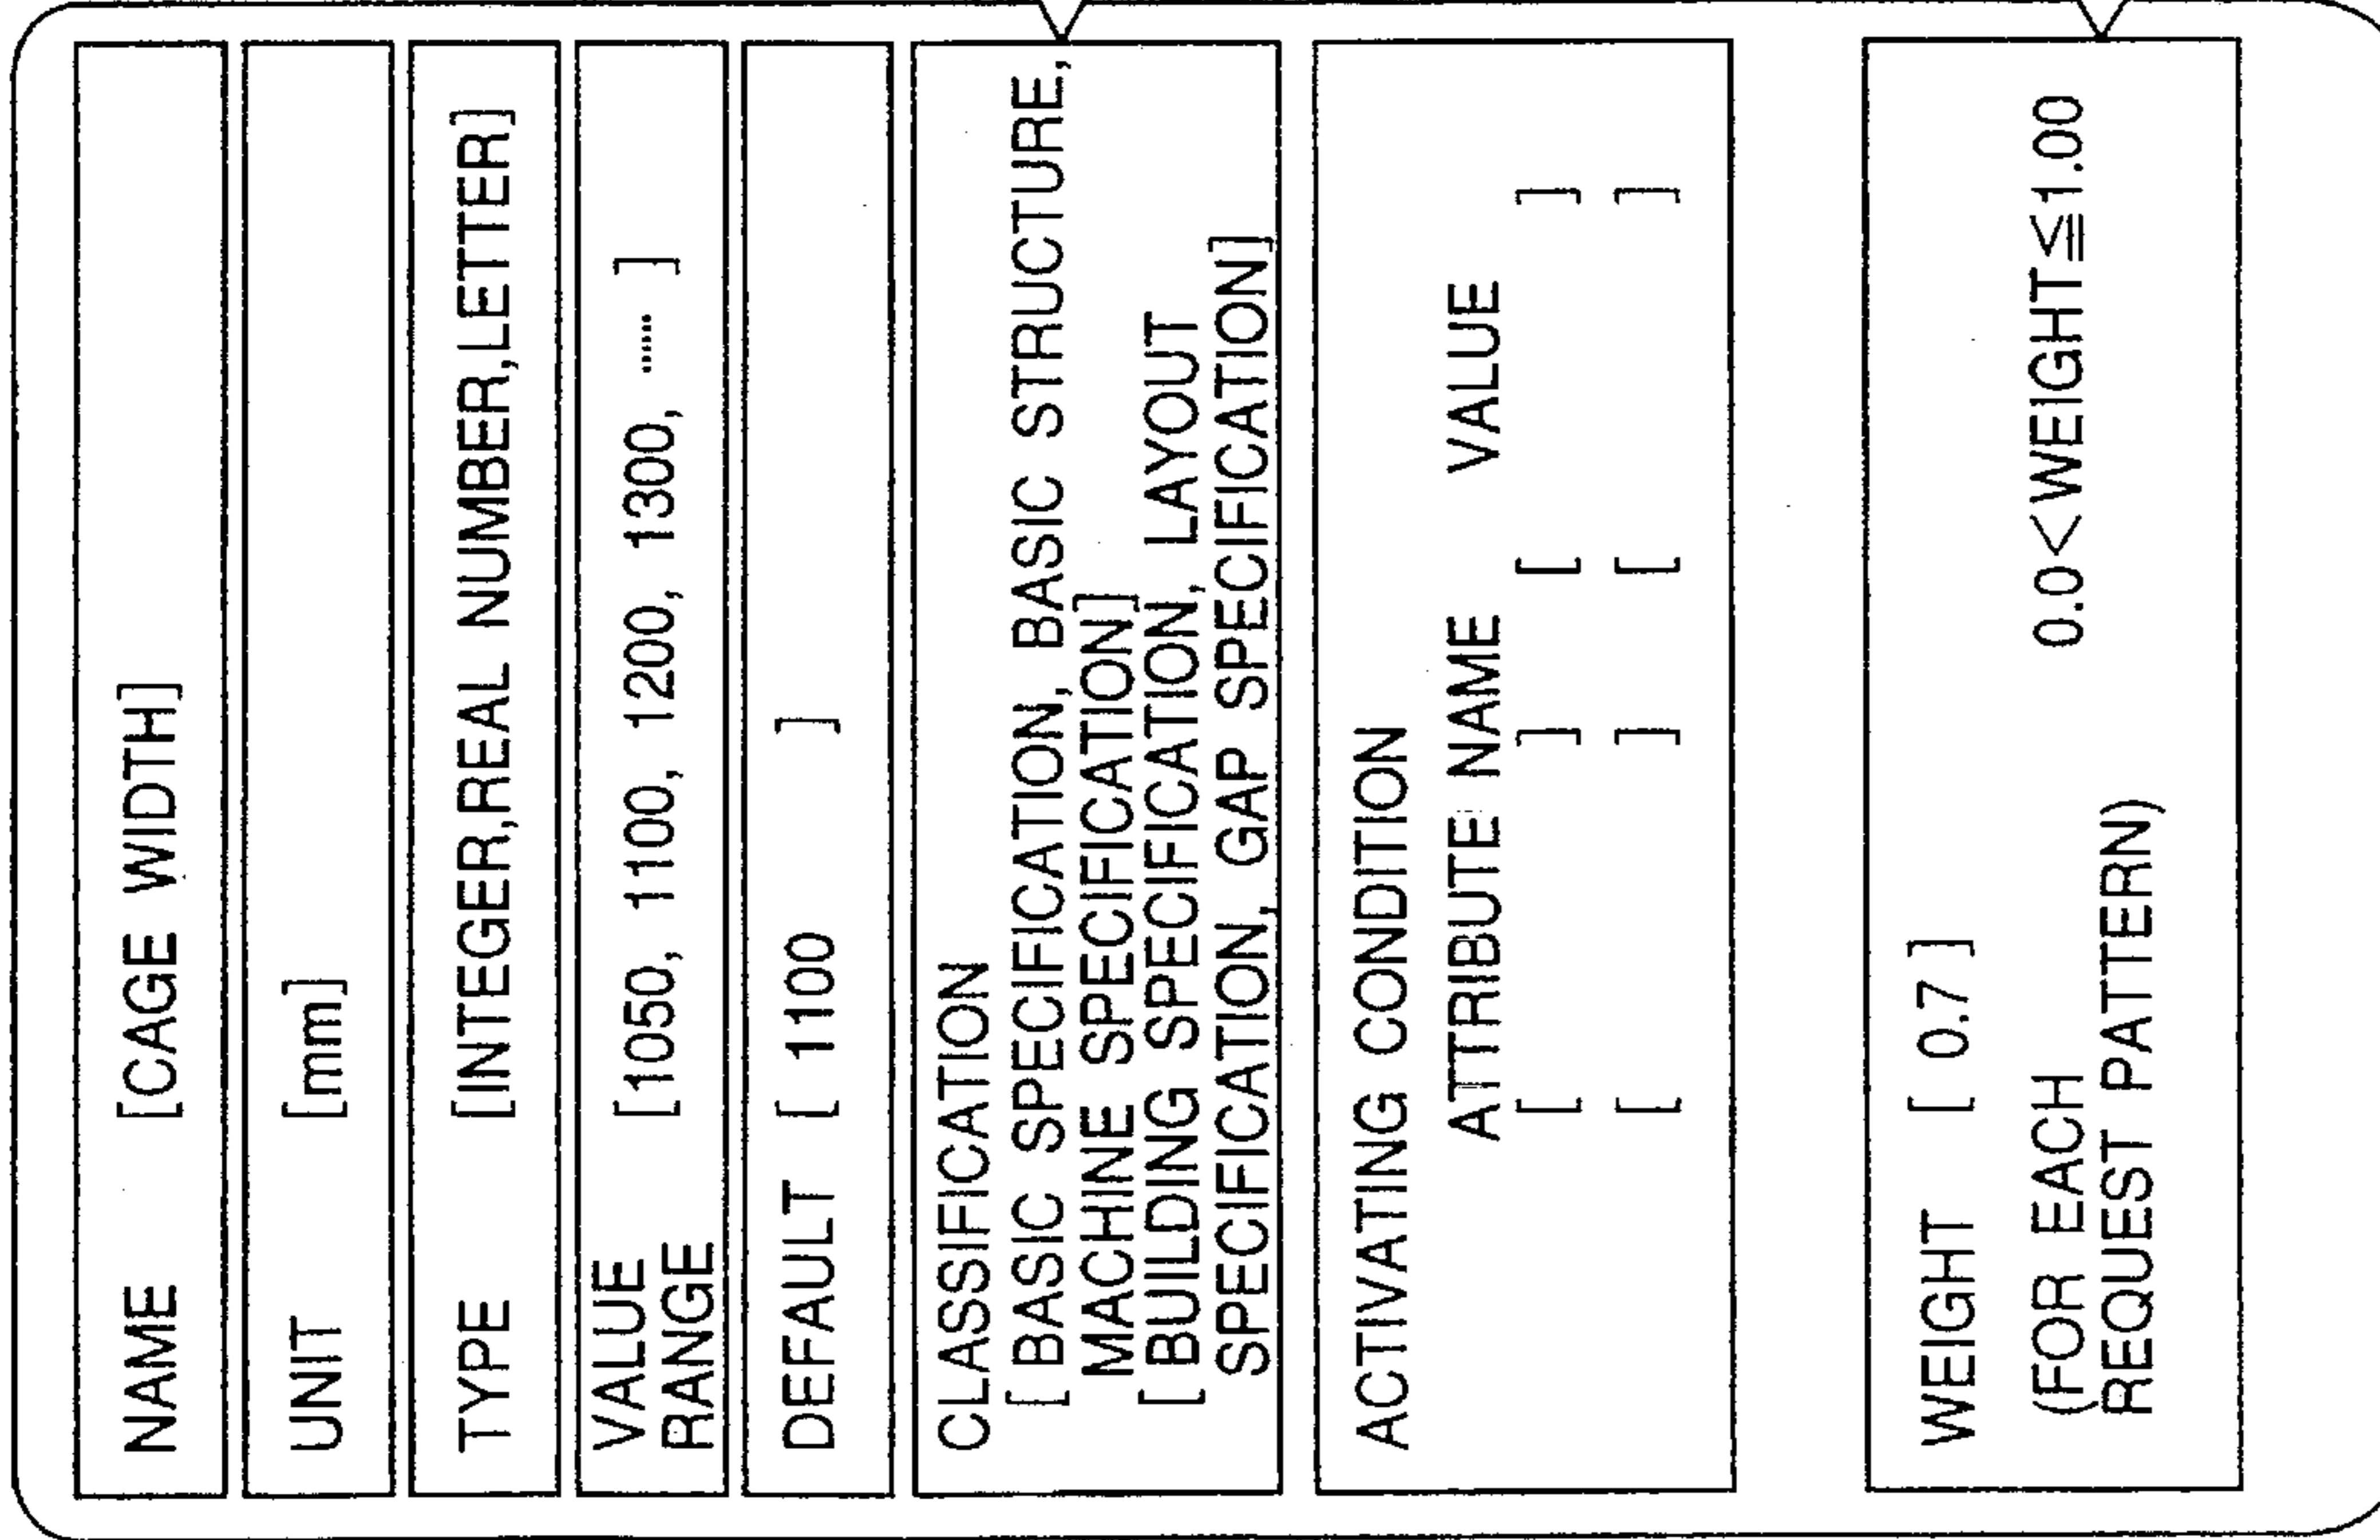 NAME [CAGE WIDTH]
UNIT [mm]
TYPE [INTEGER,REAL NUMBER,LETTER]
VALUE RANGE [1050, 1100, 1200, 1300, ..... ]
DEFAULT [ 1100 ]
CLASSIFICATION
[ BASIC SPECIFICATION, BASIC STRUCTURE,
MACHINE SPECIFICATION]
[ BUILDING SPECIFICATION, LAYOUT
SPECIFICATION, GAP SPECIFICATION]
ACTIVATING CONDITION
ATTRIBUTE NAME VALUE
[ ] [ ]
[ ] [ ]
WEIGHT [ 0.7 ]
(FOR EACH 0.0<WEIGHT≦1.00
REQUEST PATTERN)